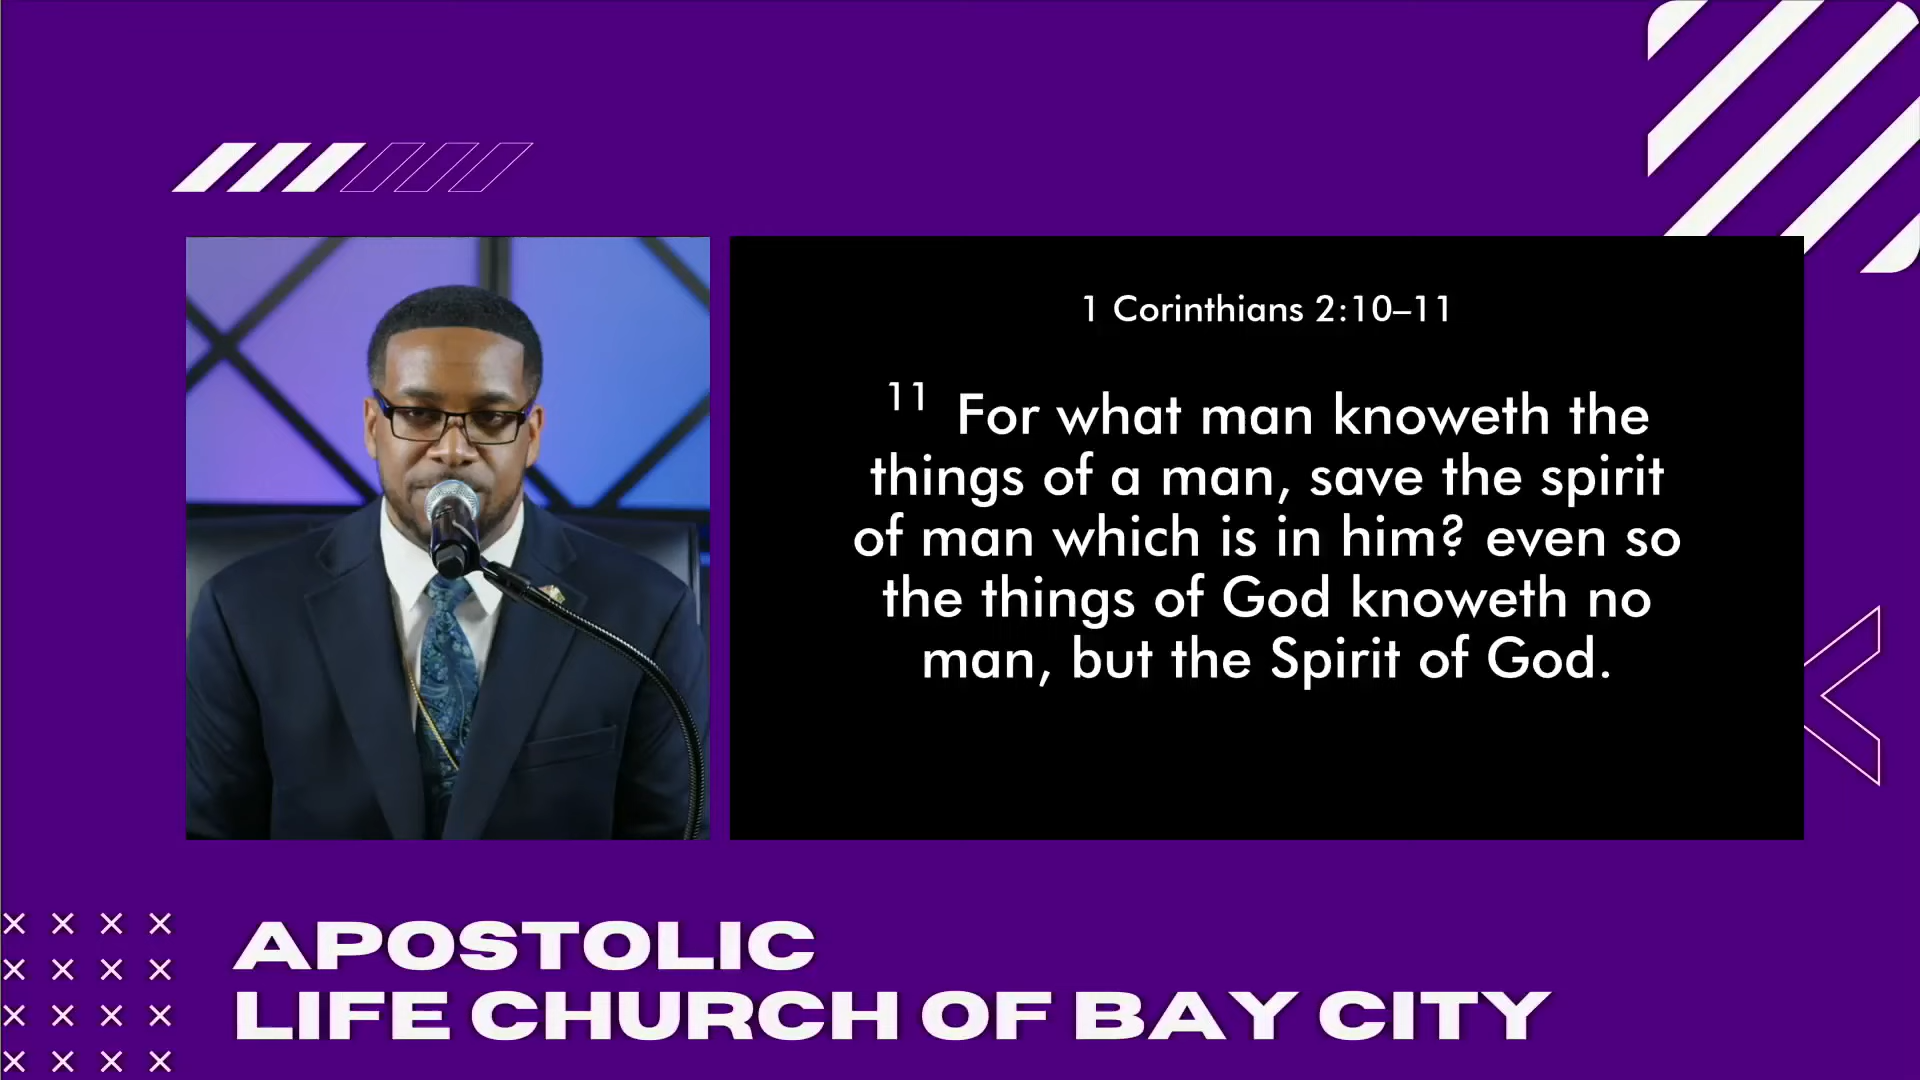 1 Corinthians 2:10–11
11 For what man knoweth the
things of a man, save the spirit
of man which is in him? even so
the things of God knoweth no
man, but the Spirit of God.
APOSTOLIC
LIFE CHURCH OF BAY CITY